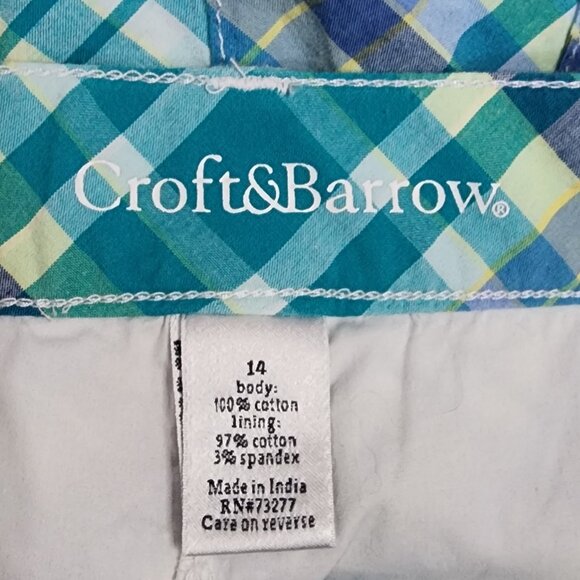 Croft&Barrow®
14
body:
100% cotton
lining:
97% cotton
3% spandex
Made in India
RN#73277
Care on reverse